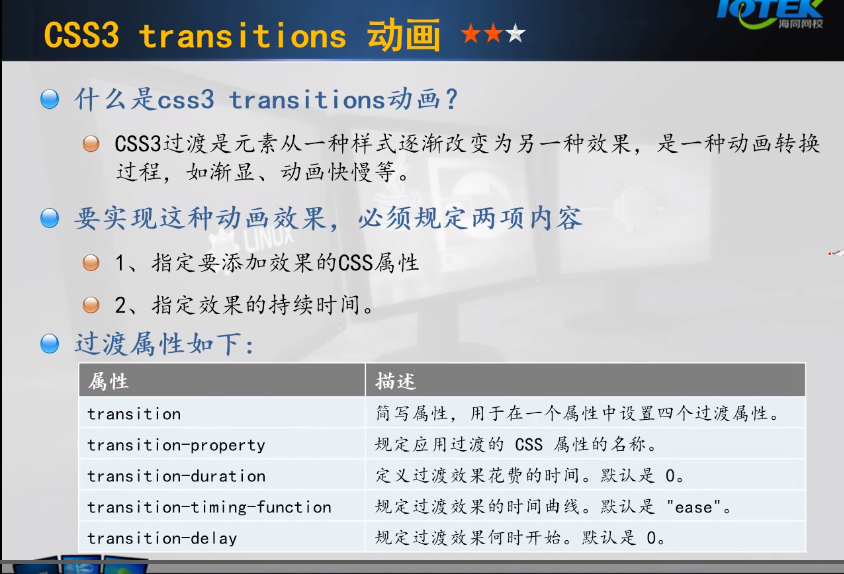 CSS3 transitions 动画
IOTEK
海同网校
什么是css3 transitions动画？
CSS3过渡是元素从一种样式逐渐改变为另一种效果，是一种动画转换
过程，如渐显、动画快慢等。
要实现这种动画效果，必须规定两项内容
LINUX
1、指定要添加效果的CSS属性
2、指定效果的持续时间。
过渡属性如下：
属性 描述
transition 简写属性，用于在一个属性中设置四个过渡属性。
transition-property 规定应用过渡的 CSS 属性的名称。
transition-duration 定义过渡效果花费的时间。默认是 0。
transition-timing-function 规定过渡效果的时间曲线。默认是 "ease"。
transition-delay 规定过渡效果何时开始。默认是 0。